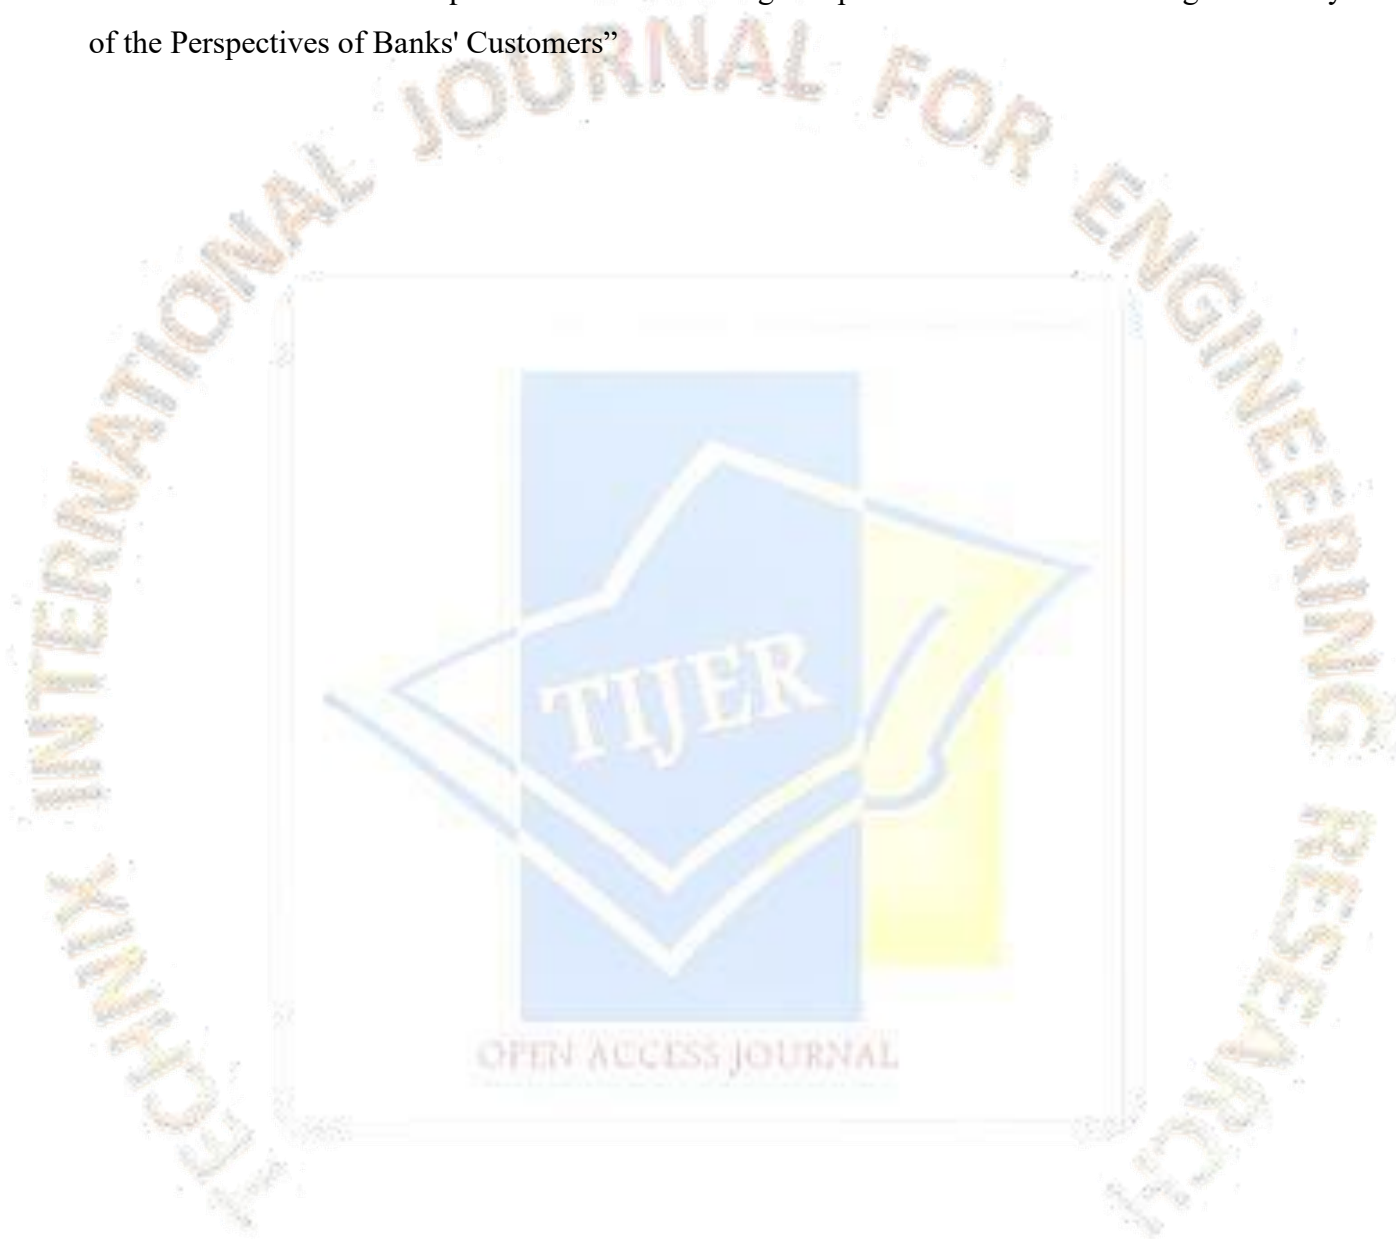 of the Perspectives of Banks' Customers”
TECHNIX INTERNATIONAL JOURNAL FOR ENGINEERING RESEARCH
TIJER
OPEN ACCESS JOURNAL